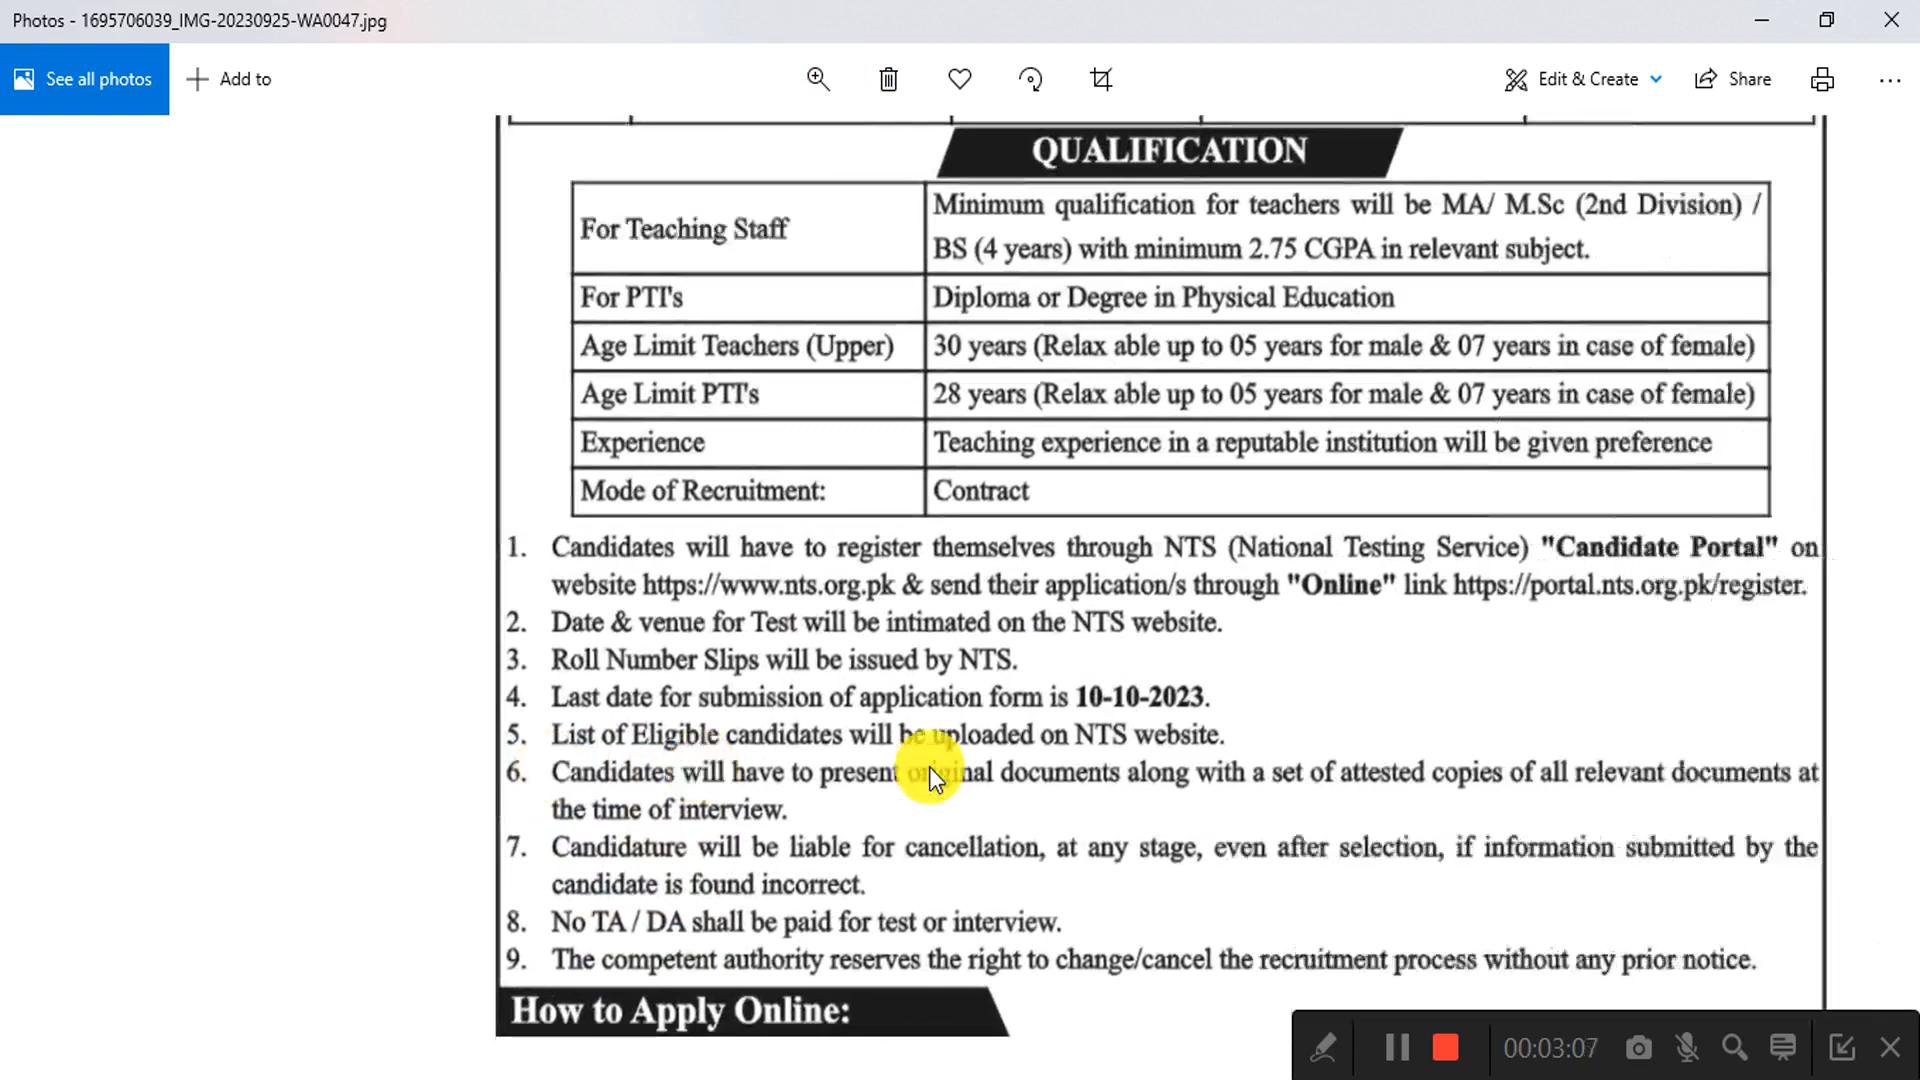 Photos - 1695706039_IMG-20230925-WA0047.jpg
See all photos
Add to
Edit & Create
Share
QUALIFICATION
For Teaching Staff
Minimum qualification for teachers will be MA/ M.Sc (2nd Division) /
BS (4 years) with minimum 2.75 CGPA in relevant subject.
For PTI's
Diploma or Degree in Physical Education
Age Limit Teachers (Upper)
30 years (Relax able up to 05 years for male & 07 years in case of female)
Age Limit PTI's
28 years (Relax able up to 05 years for male & 07 years in case of female)
Experience
Teaching experience in a reputable institution will be given preference
Mode of Recruitment:
Contract
1. Candidates will have to register themselves through NTS (National Testing Service) "Candidate Portal" on
website https://www.nts.org.pk & send their application/s through "Online" link https://portal.nts.org.pk/register.
2. Date & venue for Test will be intimated on the NTS website.
3. Roll Number Slips will be issued by NTS.
4. Last date for submission of application form is 10-10-2023.
5. List of Eligible candidates will be uploaded on NTS website.
6. Candidates will have to present original documents along with a set of attested copies of all relevant documents at
the time of interview.
7. Candidature will be liable for cancellation, at any stage, even after selection, if information submitted by the
candidate is found incorrect.
8. No TA / DA shall be paid for test or interview.
9. The competent authority reserves the right to change/cancel the recruitment process without any prior notice.
How to Apply Online:
00:03:07